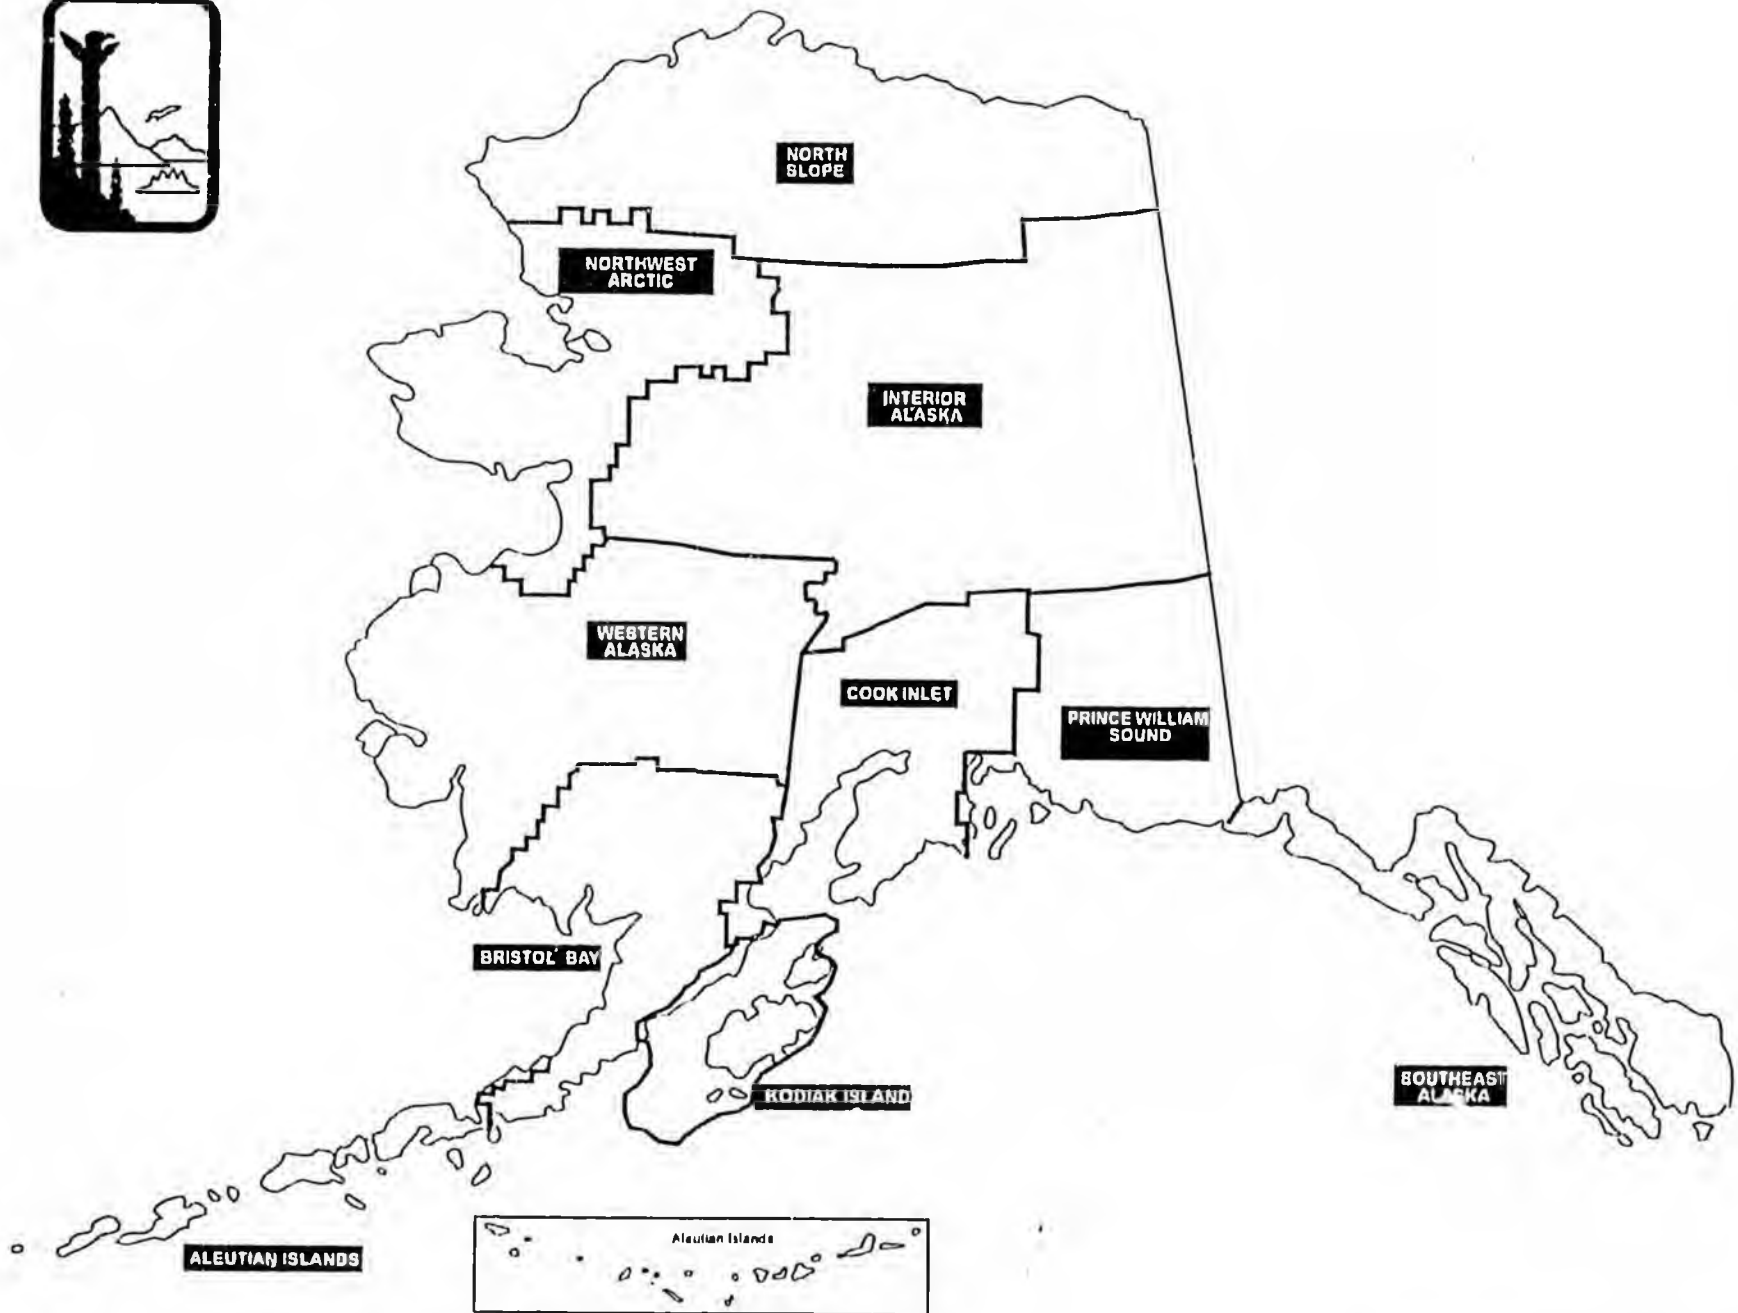 NORTH
SLOPE
NORTHWEST
ARCTIC
INTERIOR
ALASKA
WESTERN
ALASKA
COOK INLET
PRINCE WILLIAM
SOUND
BRISTOL BAY
KODIAK ISLAND
SOUTHEAST
ALASKA
Aleutian Islands
ALEUTIAN ISLANDS